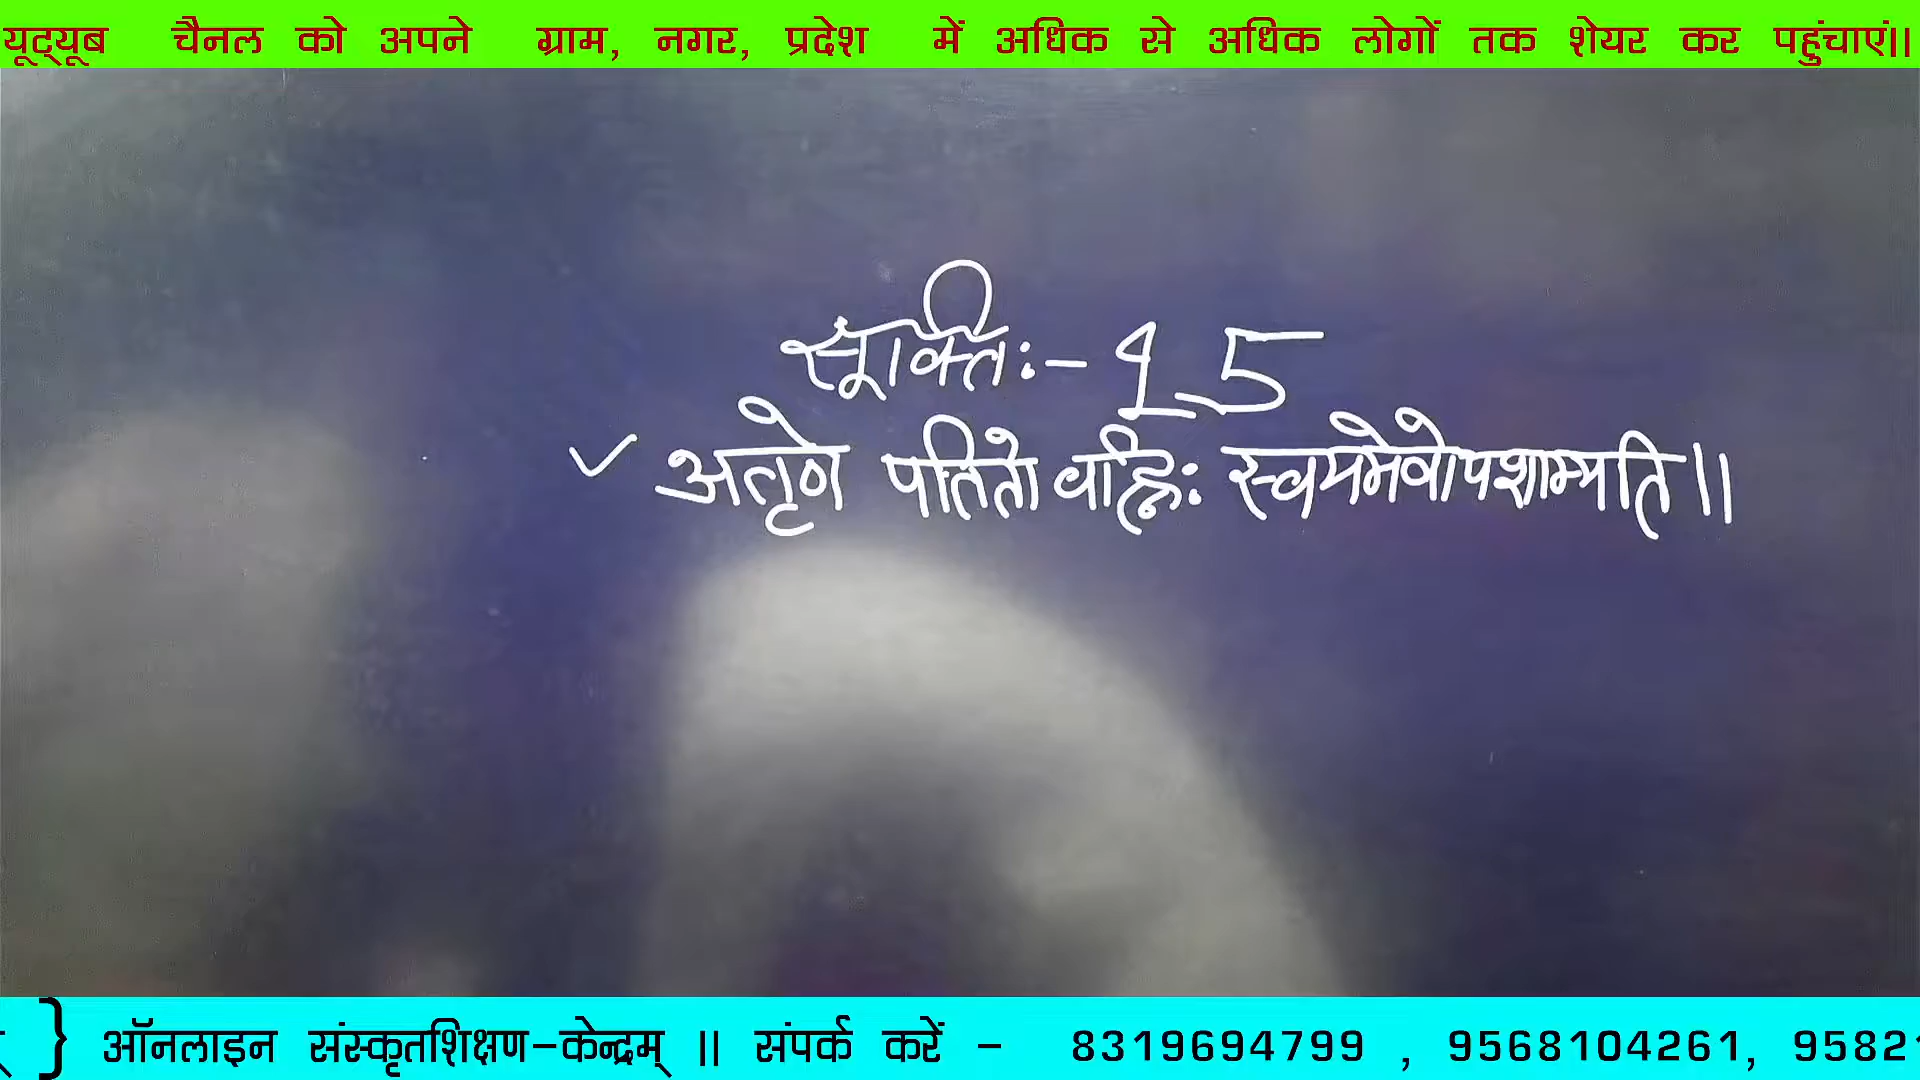 यूट्यूब चैनल को अपने ग्राम, नगर, प्रदेश में अधिक से अधिक लोगों तक शेयर कर पहुंचाएं।।
सूक्तिः- 15
अतृणे पतितो वह्निः स्वयमेवोपशाम्यति ||
} ऑनलाइन संस्कृतशिक्षण-केन्द्रम् || संपर्क करें - 8319694799 , 9568104261, 9582